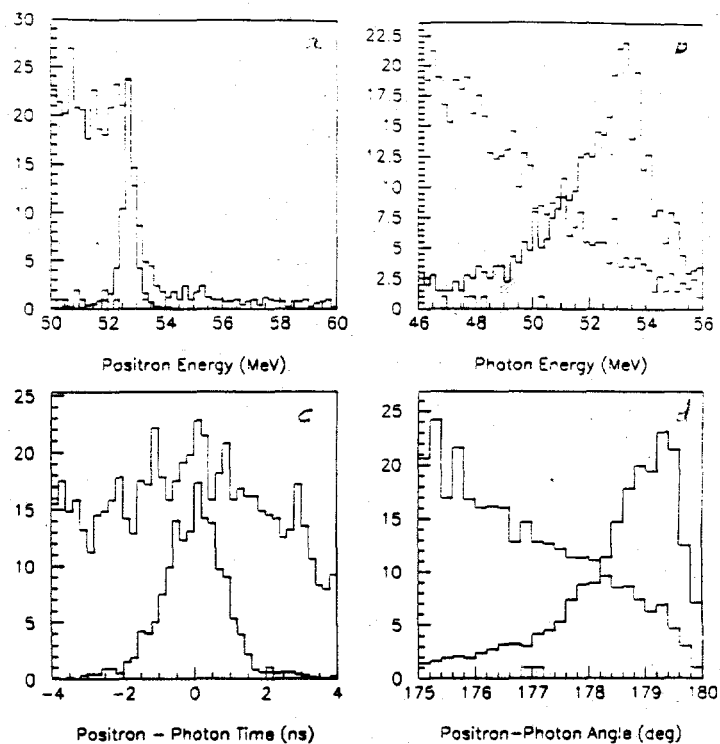 30
25
20
15
10
5
0
50 52 54 56 58 60
Positron Energy (MeV)
22.5
20
17.5
15
12.5
10
7.5
5
2.5
0
46 48 50 52 54 56
Photon Energy (MeV)
25
20
15
10
5
0
-4 -2 0 2 4
Positron - Photon Time (ns)
c
25
20
15
10
5
0
175 176 177 178 179 180
Positron-Photon Angle (deg)
d